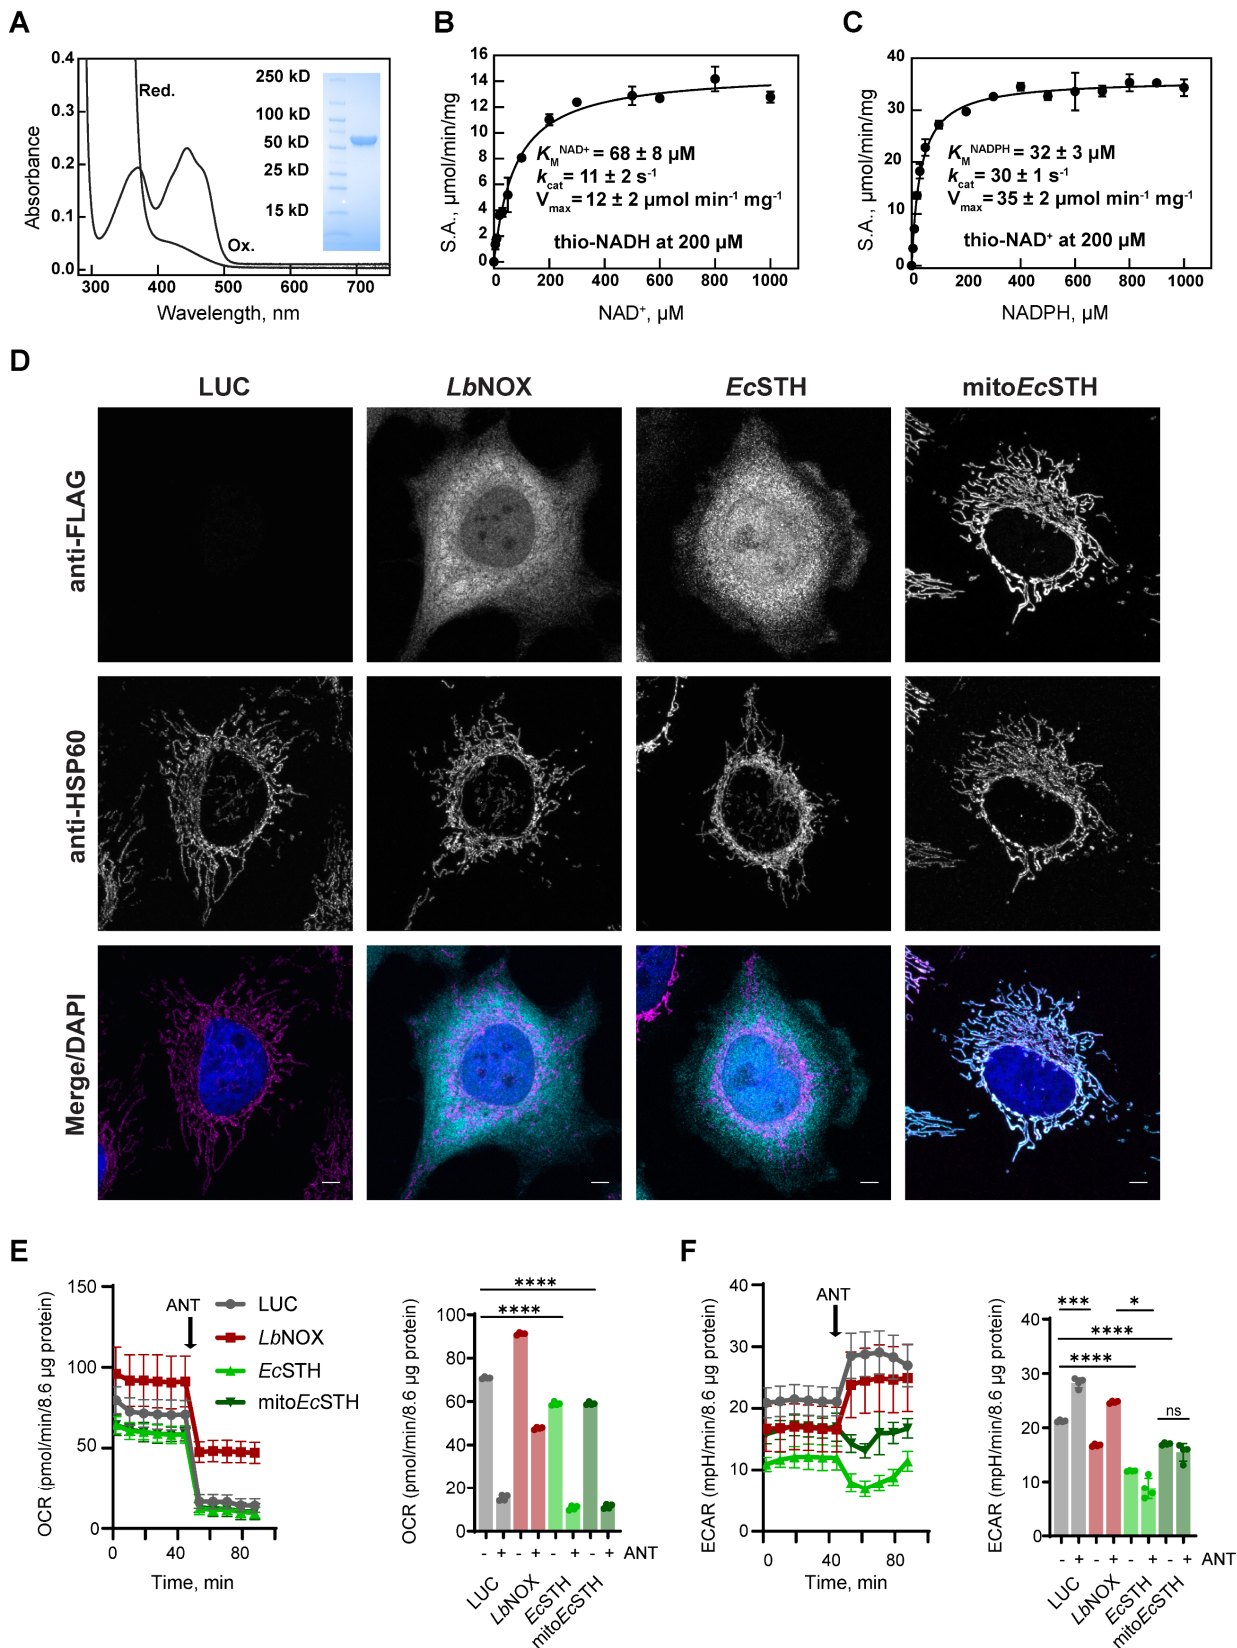 A
0.4
0.3
0.2
0.1
0.0
Absorbance
300 400 500 600 700
Wavelength, nm
Red.
Ox.
250 kD
100 kD
50 kD
25 kD
15 kD
B
16
14
12
10
8
6
4
2
0
S.A., µmol/min/mg
0 200 400 600 800 1000
NAD⁺, µM
K_M^NAD+ = 68 ± 8 µM
k_cat = 11 ± 2 s⁻¹
V_max = 12 ± 2 µmol min⁻¹ mg⁻¹
thio-NADH at 200 µM
C
40
30
20
10
0
S.A., µmol/min/mg
0 200 400 600 800 1000
NADPH, µM
K_M^NADPH = 32 ± 3 µM
k_cat = 30 ± 1 s⁻¹
V_max = 35 ± 2 µmol min⁻¹ mg⁻¹
thio-NAD⁺ at 200 µM
D
LUC LbNOX EcSTH mitoEcSTH
anti-FLAG
anti-HSP60
Merge/DAPI
E
150
100
50
0
OCR (pmol/min/8.6 µg protein)
0 40 80
Time, min
ANT
LUC
LbNOX
EcSTH
mitoEcSTH
100
80
60
40
20
0
OCR (pmol/min/8.6 µg protein)
****
****
- + - + - + - + ANT
LUC LbNOX EcSTH mitoEcSTH
F
40
30
20
10
0
ECAR (mpH/min/8.6 µg protein)
0 40 80
Time, min
ANT
40
30
20
10
0
ECAR (mpH/min/8.6 µg protein)
*** *
****
****
ns
- + - + - + - + ANT
LUC LbNOX EcSTH mitoEcSTH